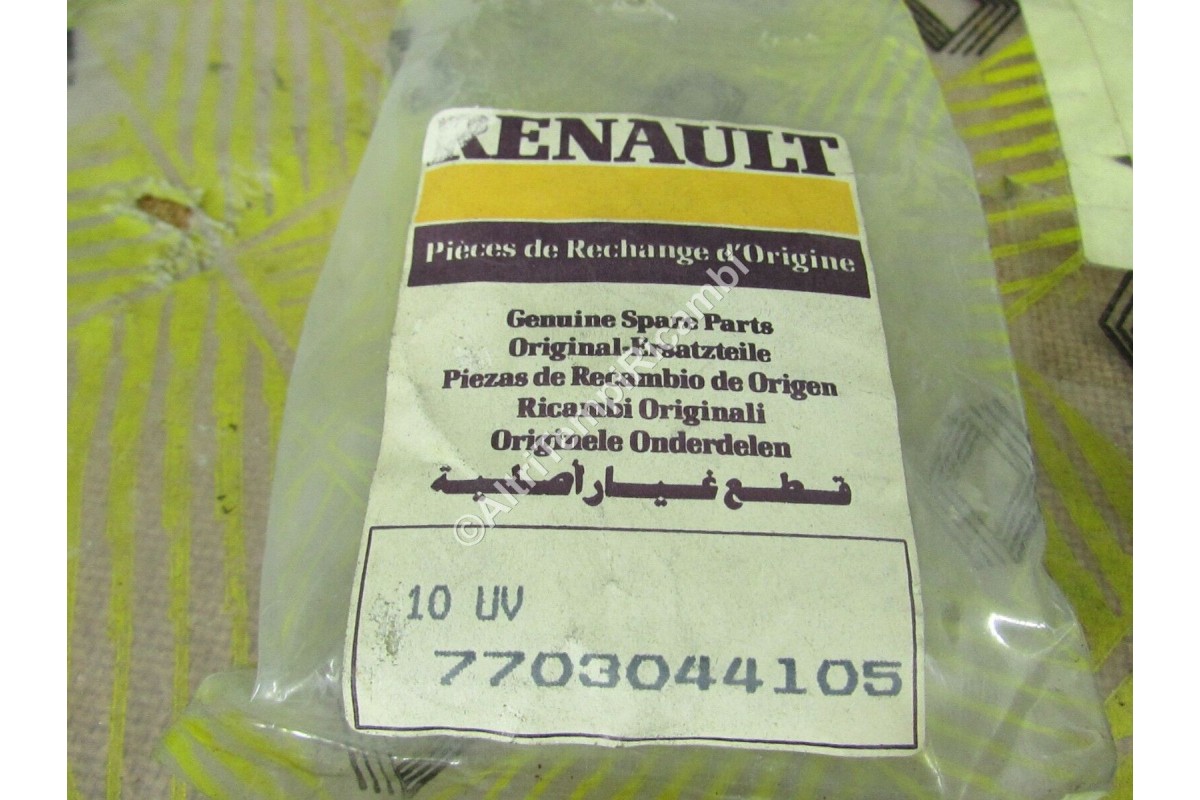 RENAULT
Pièces de Rechange d'Origine
Genuine Spare Parts
Original-Ersatzteile
Piezas de Recambio de Origen
Ricambi Originali
Originele Onderdelen
قطع غيار أصلية
10 UV
7703044105
©AltriTempiRicambi